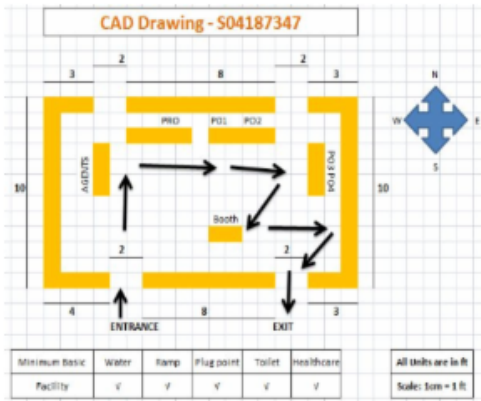 CAD Drawing - S04187347
2 2
3 8 3
N
PRO PO1 PO2
W E
S
AGENTS
PO3 PO4
10 10
Booth
2 2
4 8 3
ENTRANCE EXIT
Minimum Basic Water Ramp Plug point Toilet Healthcare
Facility √ √ √ √ √
All Units are in ft
Scale: 1cm = 1 ft